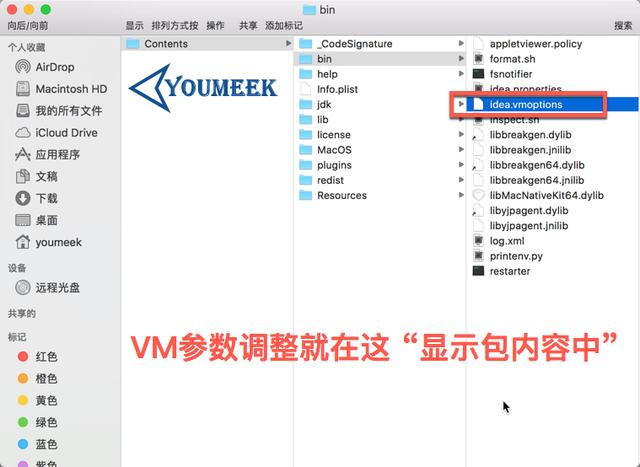 bin
向后/向前
显示
排列方式按
操作
共享
添加标记
搜索
个人收藏
AirDrop
Macintosh HD
我的所有文件
iCloud Drive
应用程序
文稿
下载
桌面
youmeek
设备
远程光盘
共享的
标记
红色
橙色
黄色
绿色
蓝色
紫色
Contents
YOUMEEK
_CodeSignature
bin
help
Info.plist
jdk
lib
license
MacOS
plugins
redist
Resources
appletviewer.policy
format.sh
fsnotifier
idea.properties
idea.vmoptions
inspect.sh
libbreakgen.dylib
libbreakgen.jnilib
libbreakgen64.dylib
libbreakgen64.jnilib
libMacNativeKit64.dylib
libyjpagent.dylib
libyjpagent.jnilib
log.xml
printenv.py
restarter
VM参数调整就在这“显示包内容中”